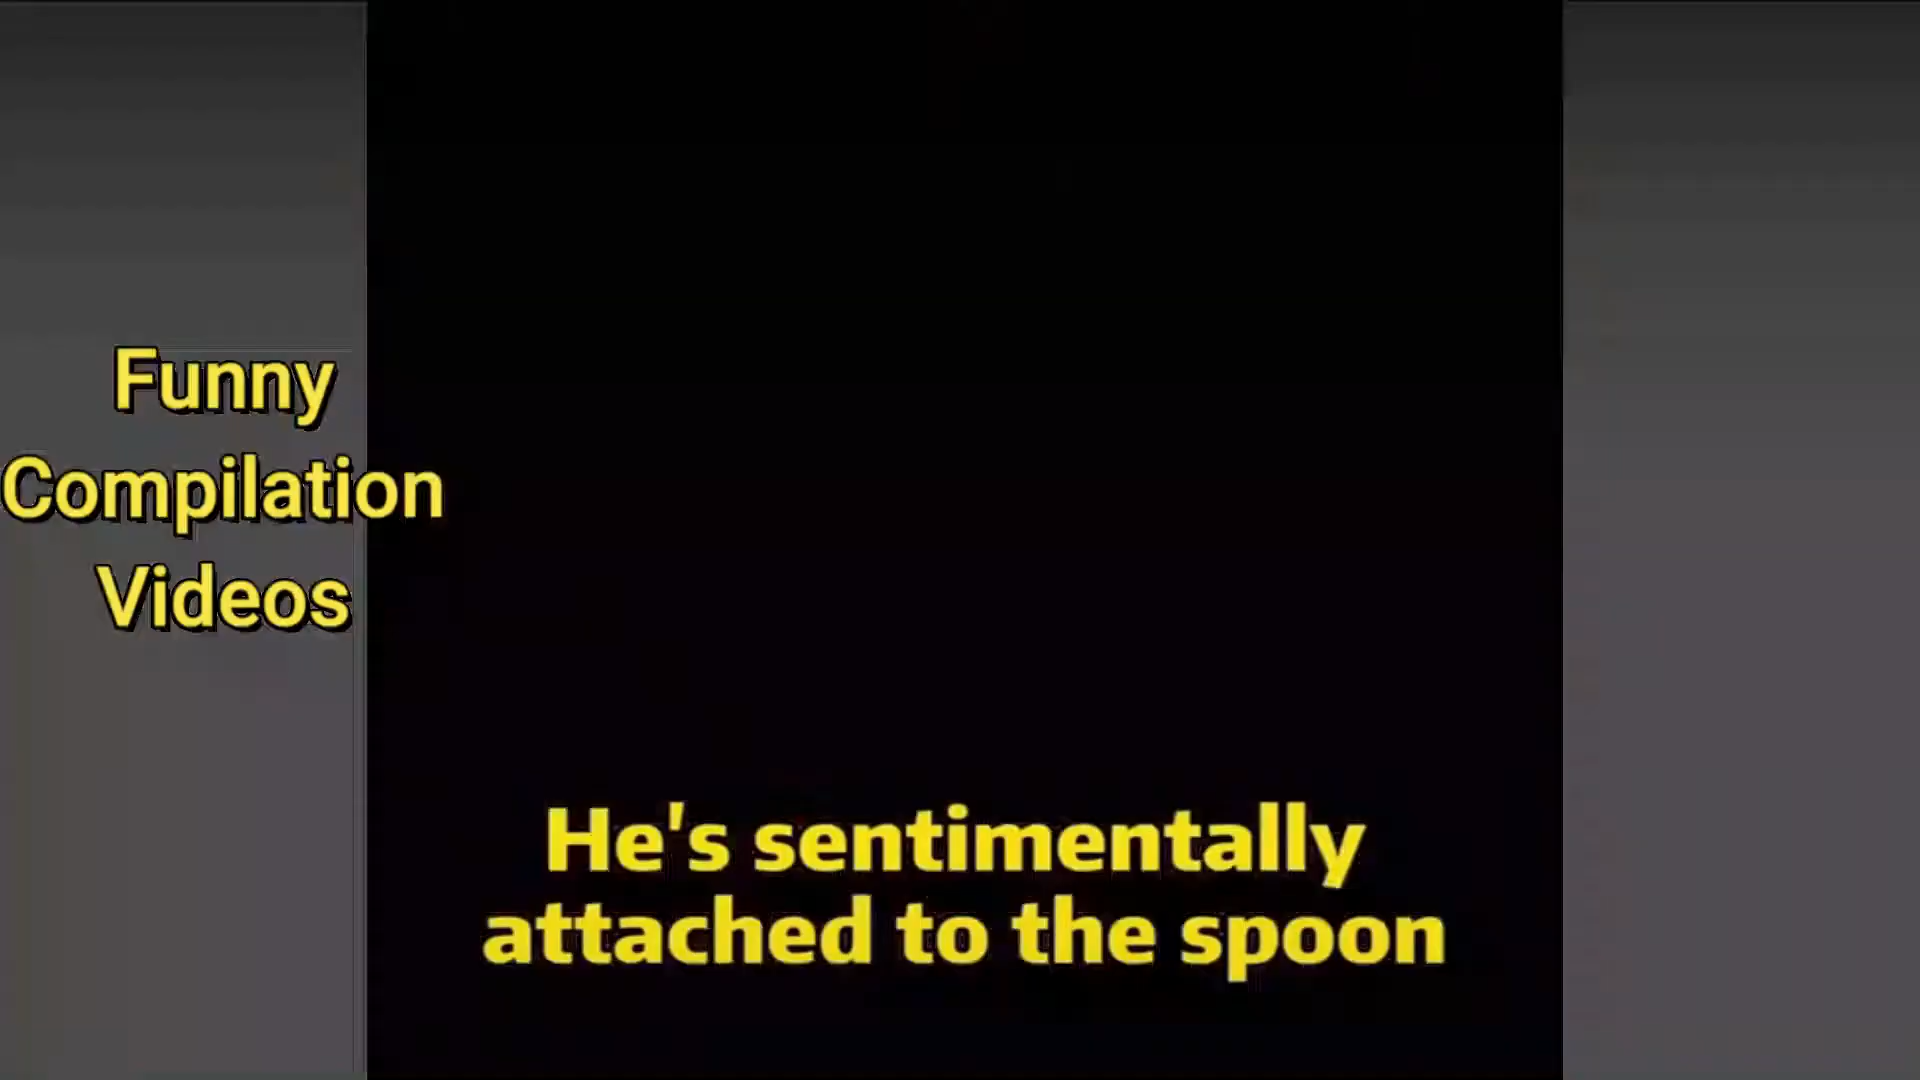 Funny
Compilation
Videos
He's sentimentally
attached to the spoon